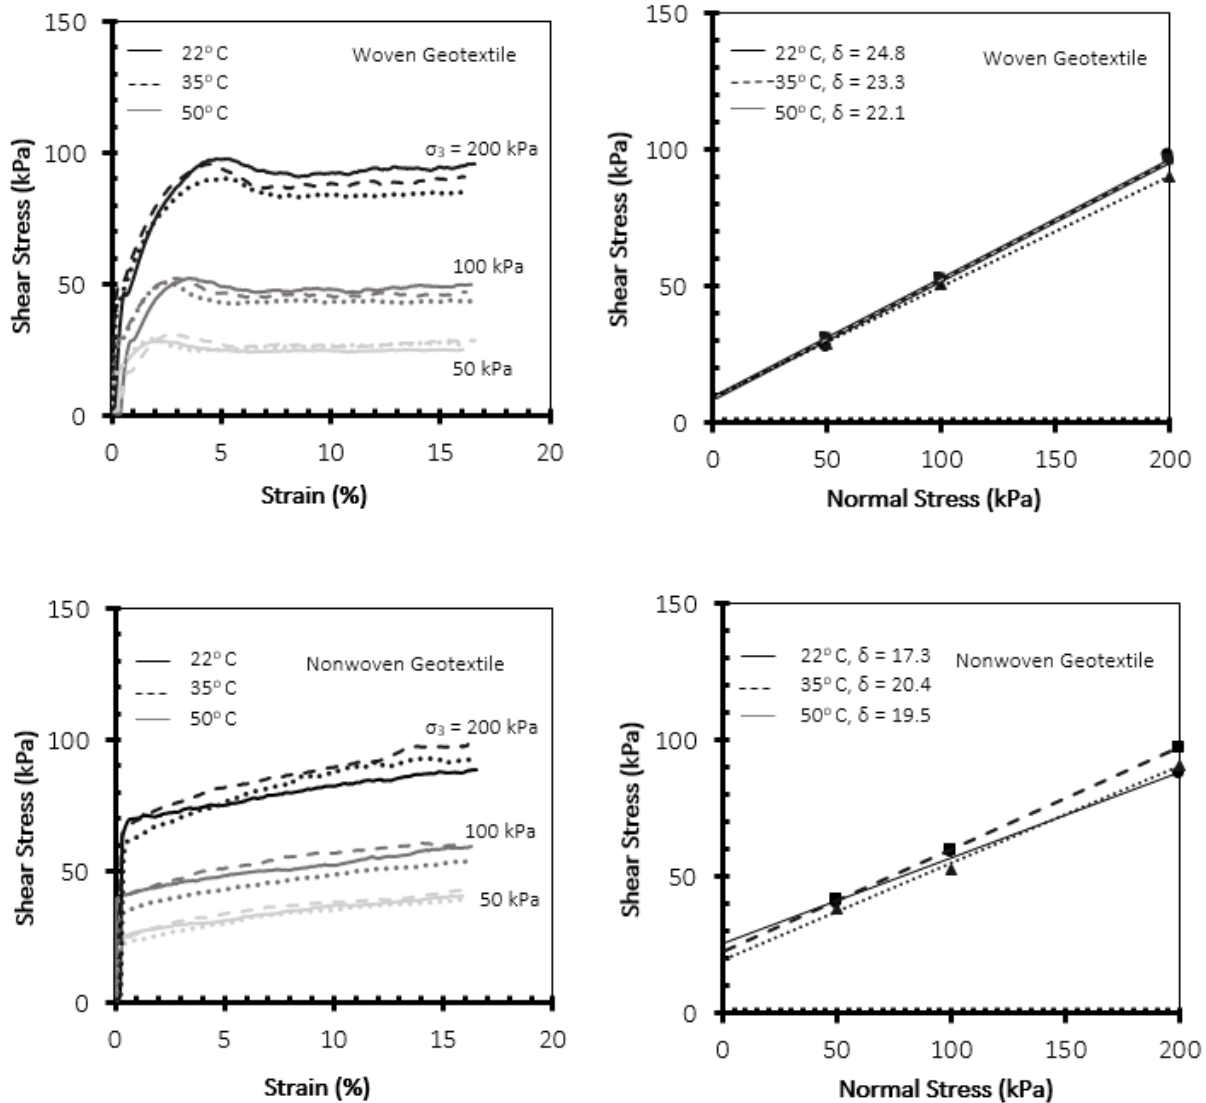 150
100
50
0
Shear Stress (kPa)
22° C
35° C
50° C
Woven Geotextile
σ₃ = 200 kPa
100 kPa
50 kPa
0 5 10 15 20
Strain (%)
150
100
50
0
Shear Stress (kPa)
22° C, δ = 24.8
35° C, δ = 23.3
50° C, δ = 22.1
Woven Geotextile
0 50 100 150 200
Normal Stress (kPa)
150
100
50
0
Shear Stress (kPa)
22° C
35° C
50° C
Nonwoven Geotextile
σ₃ = 200 kPa
100 kPa
50 kPa
0 5 10 15 20
Strain (%)
150
100
50
0
Shear Stress (kPa)
22° C, δ = 17.3
35° C, δ = 20.4
50° C, δ = 19.5
Nonwoven Geotextile
0 50 100 150 200
Normal Stress (kPa)